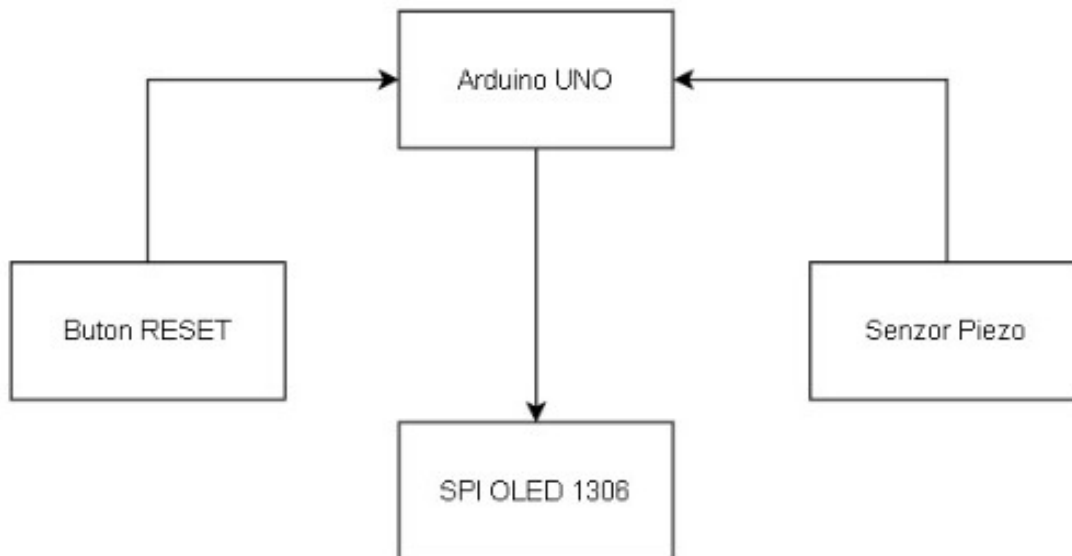 Arduino UNO
Buton RESET
Senzor Piezo
SPI OLED 1306